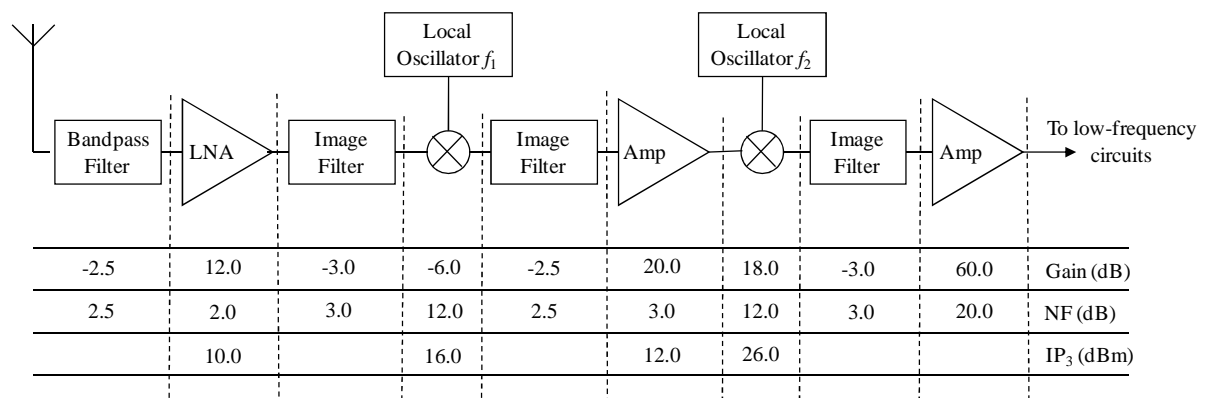 Local
Oscillator f₁
Local
Oscillator f₂
Bandpass
Filter
LNA
Image
Filter
Image
Filter
Amp
Image
Filter
Amp
To low-frequency
circuits
-2.5 12.0 -3.0 -6.0 -2.5 20.0 18.0 -3.0 60.0 Gain (dB)
2.5 2.0 3.0 12.0 2.5 3.0 12.0 3.0 20.0 NF (dB)
10.0 16.0 12.0 26.0 IP₃ (dBm)